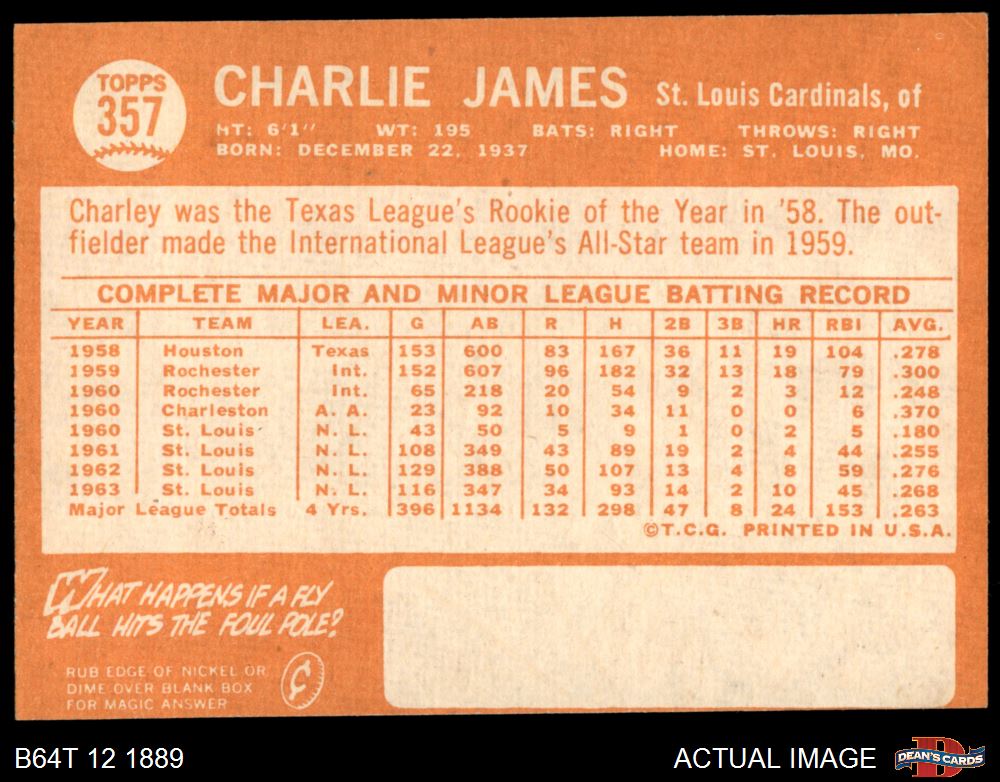 TOPPS
357
CHARLIE JAMES St. Louis Cardinals, of
HT: 6'1" WT: 195 BATS: RIGHT THROWS: RIGHT
BORN: DECEMBER 22, 1937 HOME: ST. LOUIS, MO.
Charley was the Texas League's Rookie of the Year in '58. The out-
fielder made the International League's All-Star team in 1959.
COMPLETE MAJOR AND MINOR LEAGUE BATTING RECORD
YEAR TEAM LEA. G AB R H 2B 3B HR RBI AVG.
1958 Houston Texas 153 600 83 167 36 11 19 104 .278
1959 Rochester Int. 152 607 96 182 32 13 18 79 .300
1960 Rochester Int. 65 218 20 54 9 2 3 12 .248
1960 Charleston A. A. 23 92 10 34 11 0 0 6 .370
1960 St. Louis N. L. 43 50 5 9 1 0 2 5 .180
1961 St. Louis N. L. 108 349 43 89 19 2 4 44 .255
1962 St. Louis N. L. 129 388 50 107 13 4 8 59 .276
1963 St. Louis N. L. 116 347 34 93 14 2 10 45 .268
Major League Totals 4 Yrs. 396 1134 132 298 47 8 24 153 .263
©T.C.G. PRINTED IN U.S.A.
WHAT HAPPENS IF A FLY
BALL HITS THE FOUL POLE?
RUB EDGE OF NICKEL OR
DIME OVER BLANK BOX
FOR MAGIC ANSWER
¢
B64T 12 1889 ACTUAL IMAGE D DEAN'S CARDS